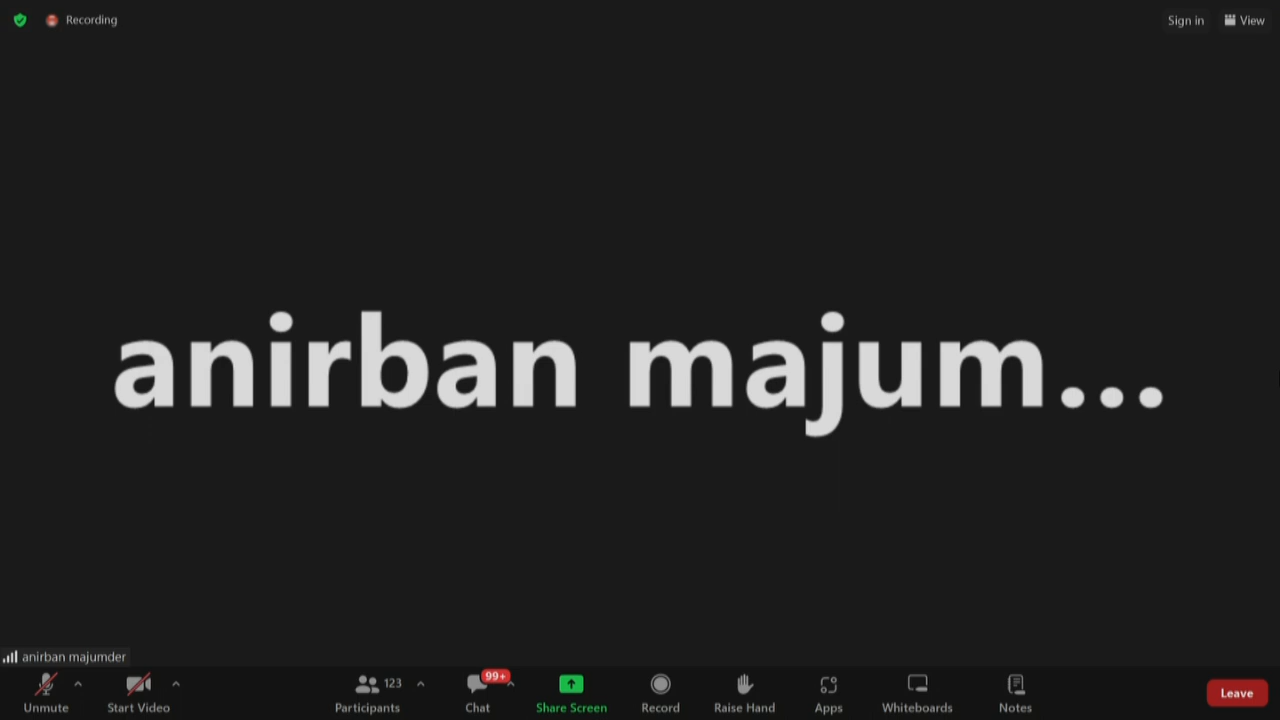 Recording
Sign in
View
anirban majum...
anirban majumder
Unmute
Start Video
Participants
123
Chat
99+
Share Screen
Record
Raise Hand
Apps
Whiteboards
Notes
Leave